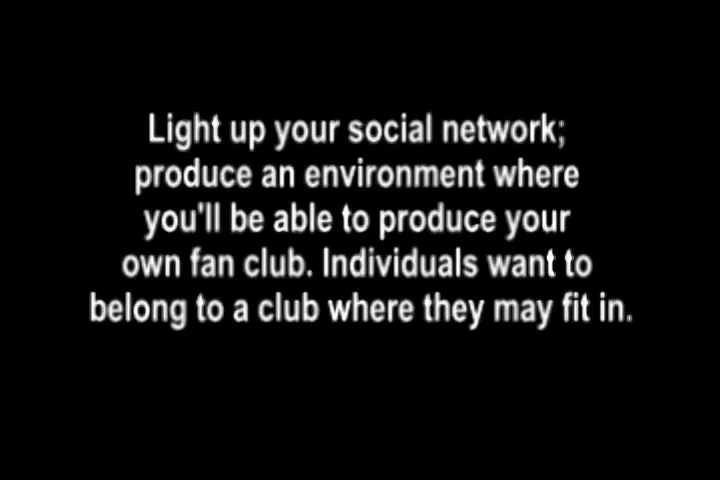 Light up your social network;
produce an environment where
you'll be able to produce your
own fan club. Individuals want to
belong to a club where they may fit in.